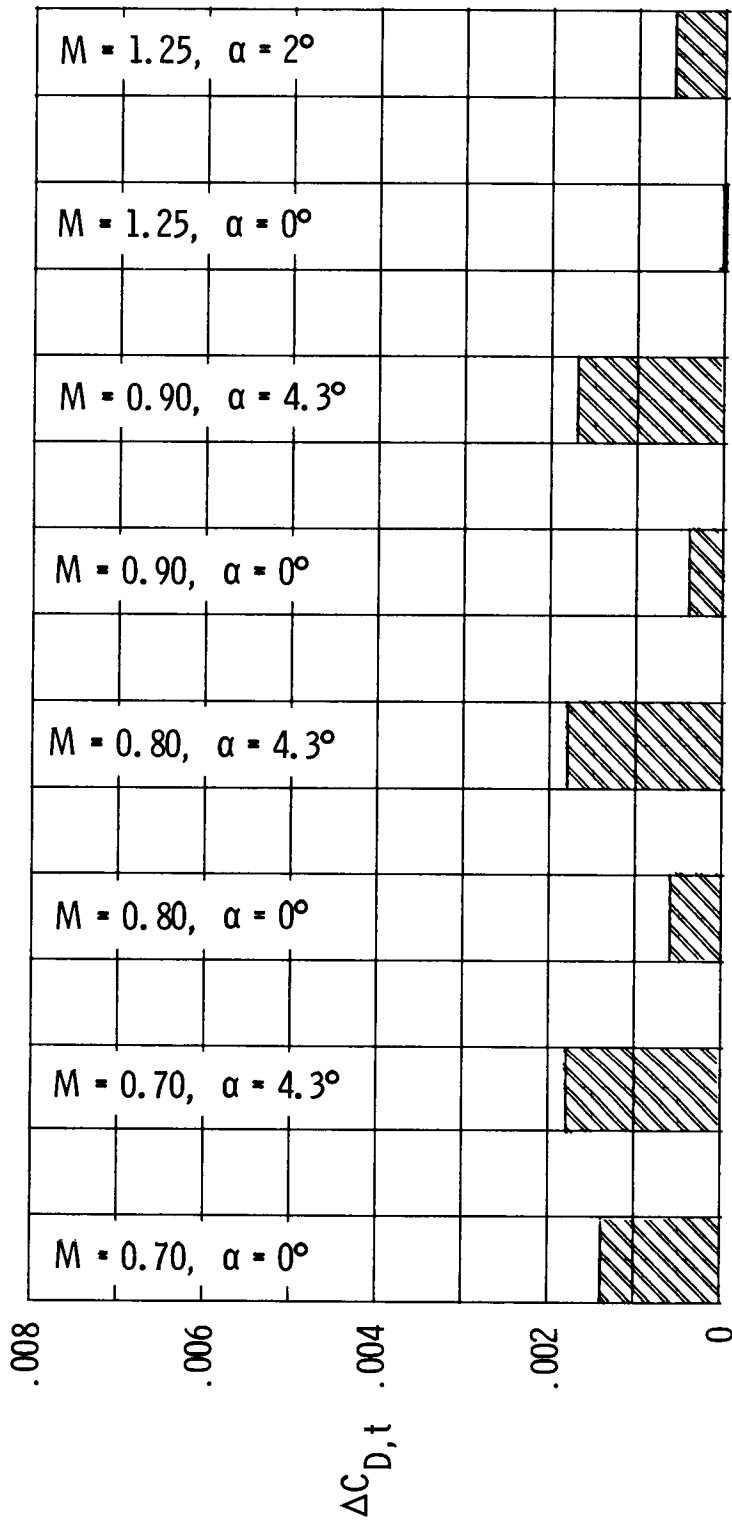 M = 1.25, α = 2°
M = 1.25, α = 0°
M = 0.90, α = 4.3°
M = 0.90, α = 0°
M = 0.80, α = 4.3°
M = 0.80, α = 0°
M = 0.70, α = 4.3°
M = 0.70, α = 0°
.008
.006
.004
.002
0
ΔC_D,t